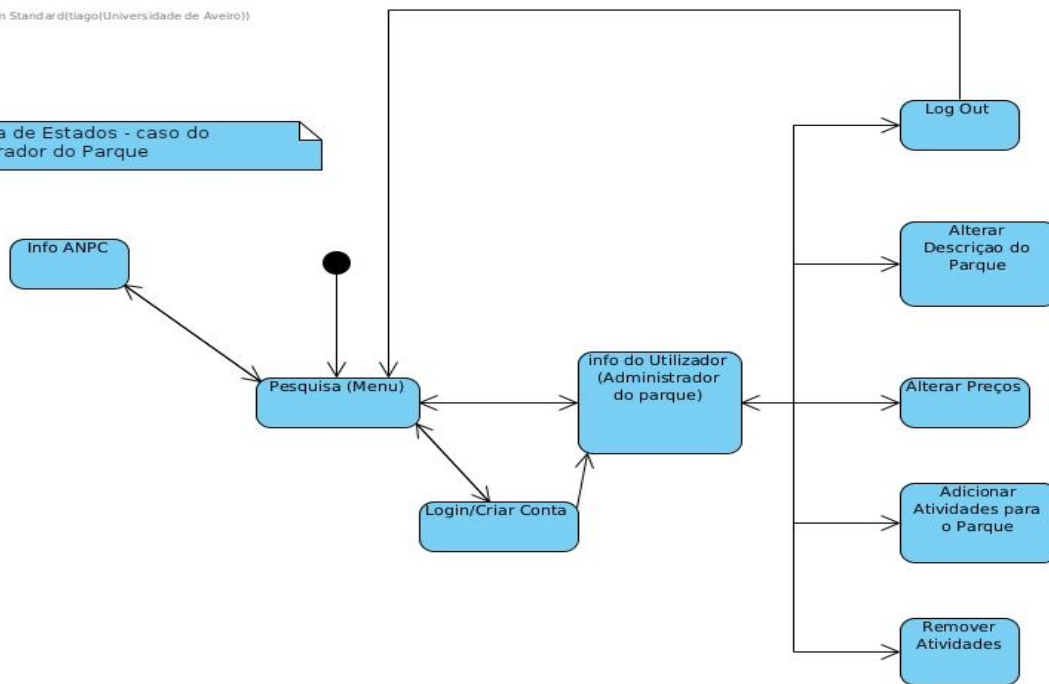 Standard(tiago(Universidade de Aveiro))
de Estados - caso do
do Parque
Info ANPC
Pesquisa (Menu)
Login/Criar Conta
info do Utilizador
(Administrador
do parque)
Log Out
Alterar
Descriçao do
Parque
Alterar Preços
Adicionar
Atividades para
o Parque
Remover
Atividades